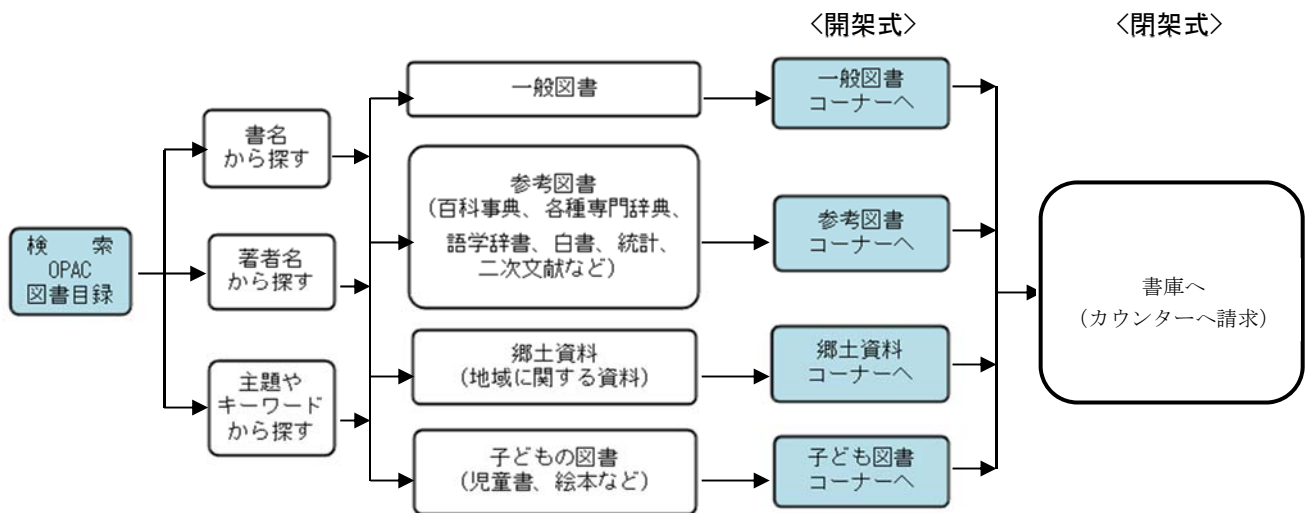 〈開架式〉
〈閉架式〉
検　索
OPAC
図書目録
書名
から探す
著者名
から探す
主題や
キーワード
から探す
一般図書
参考図書
（百科事典、各種専門辞典、
語学辞書、白書、統計、
二次文献など）
郷土資料
（地域に関する資料）
子どもの図書
（児童書、絵本など）
一般図書
コーナーへ
参考図書
コーナーへ
郷土資料
コーナーへ
子ども図書
コーナーへ
書庫へ
（カウンターへ請求）